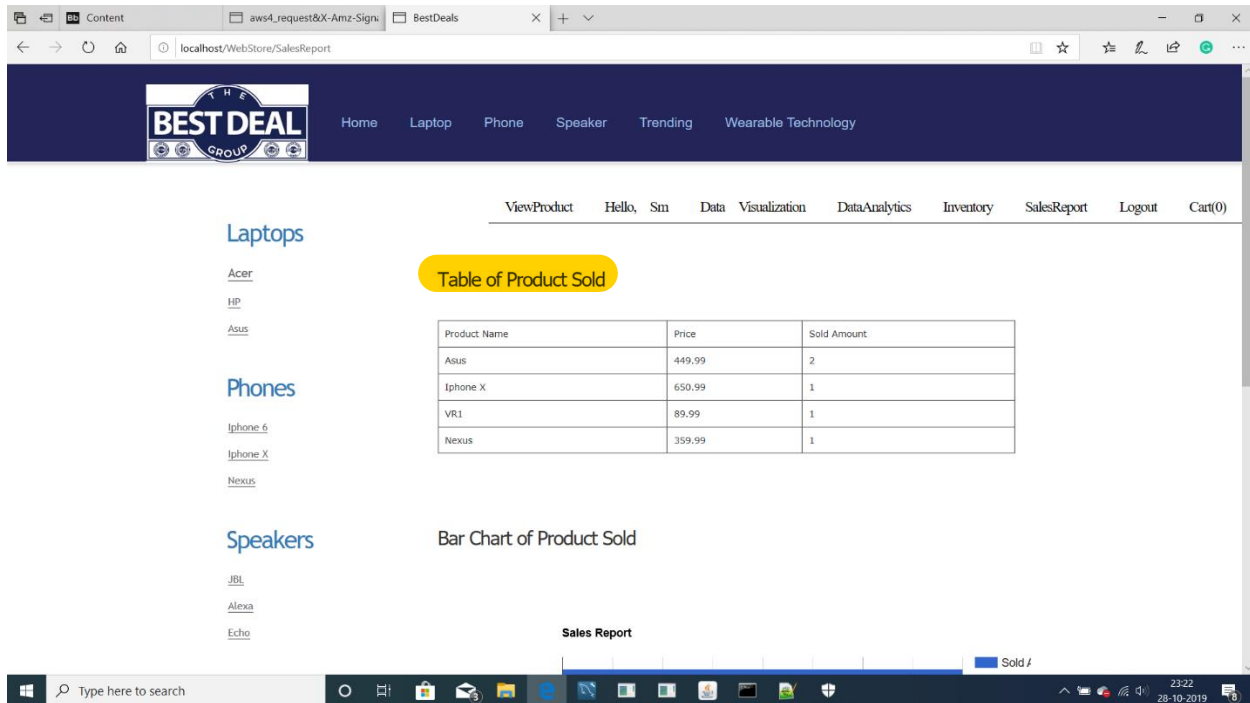 Content
aws4_request&X-Amz-Signa
BestDeals
localhost/WebStore/SalesReport
THE
BEST DEAL
GROUP
Home Laptop Phone Speaker Trending Wearable Technology
ViewProduct Hello, Sm Data Visualization DataAnalytics Inventory SalesReport Logout Cart(0)
Laptops
Acer
HP
Asus
Phones
Iphone 6
Iphone X
Nexus
Speakers
JBL
Alexa
Echo
Table of Product Sold
Product Name Price Sold Amount
Asus 449.99 2
Iphone X 650.99 1
VR1 89.99 1
Nexus 359.99 1
Bar Chart of Product Sold
Sales Report
Sold A
Type here to search
23:22
28-10-2019